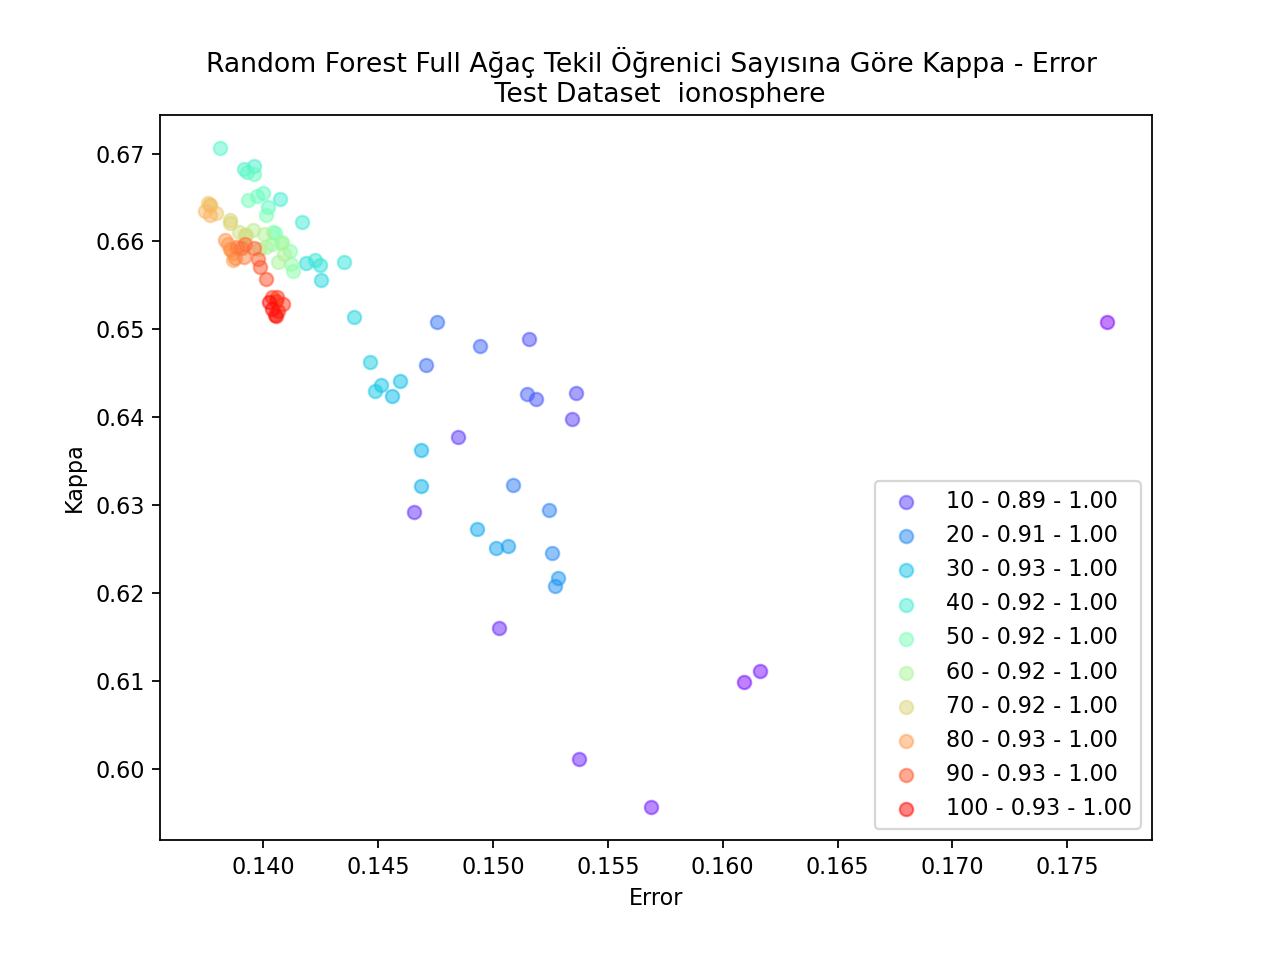 Random Forest Full Ağaç Tekil Öğrenici Sayısına Göre Kappa - Error
Test Dataset  ionosphere
Kappa
0.67
0.66
0.65
0.64
0.63
0.62
0.61
0.60
10 - 0.89 - 1.00
20 - 0.91 - 1.00
30 - 0.93 - 1.00
40 - 0.92 - 1.00
50 - 0.92 - 1.00
60 - 0.92 - 1.00
70 - 0.92 - 1.00
80 - 0.93 - 1.00
90 - 0.93 - 1.00
100 - 0.93 - 1.00
0.140 0.145 0.150 0.155 0.160 0.165 0.170 0.175
Error